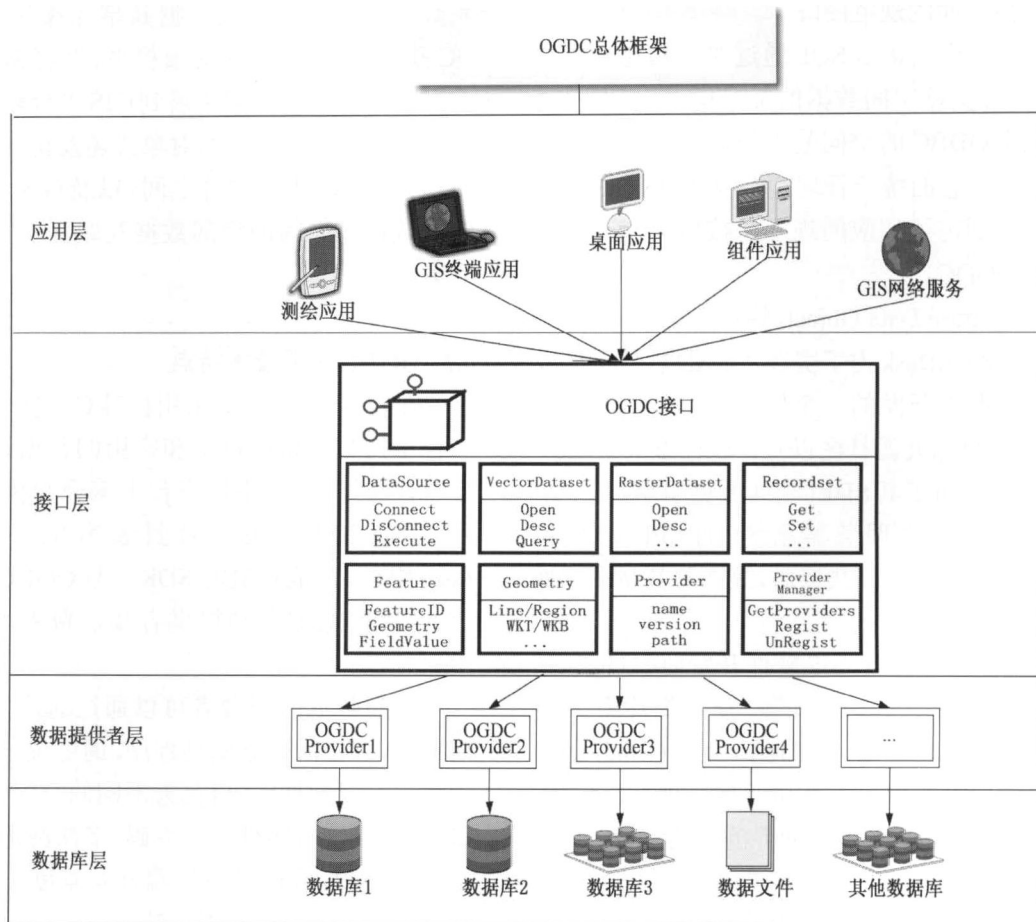 OGDC总体框架
应用层
测绘应用
GIS终端应用
桌面应用
组件应用
GIS网络服务
接口层
OGDC接口
DataSource
Connect
DisConnect
Execute
VectorDataset
Open
Desc
Query
RasterDataset
Open
Desc
...
Recordset
Get
Set
...
Feature
FeatureID
Geometry
FieldValue
Geometry
Line/Region
WKT/WKB
...
Provider
name
version
path
Provider
Manager
GetProviders
Regist
UnRegist
数据提供者层
OGDC
Provider1
OGDC
Provider2
OGDC
Provider3
OGDC
Provider4
...
数据库层
数据库1
数据库2
数据库3
数据文件
其他数据库